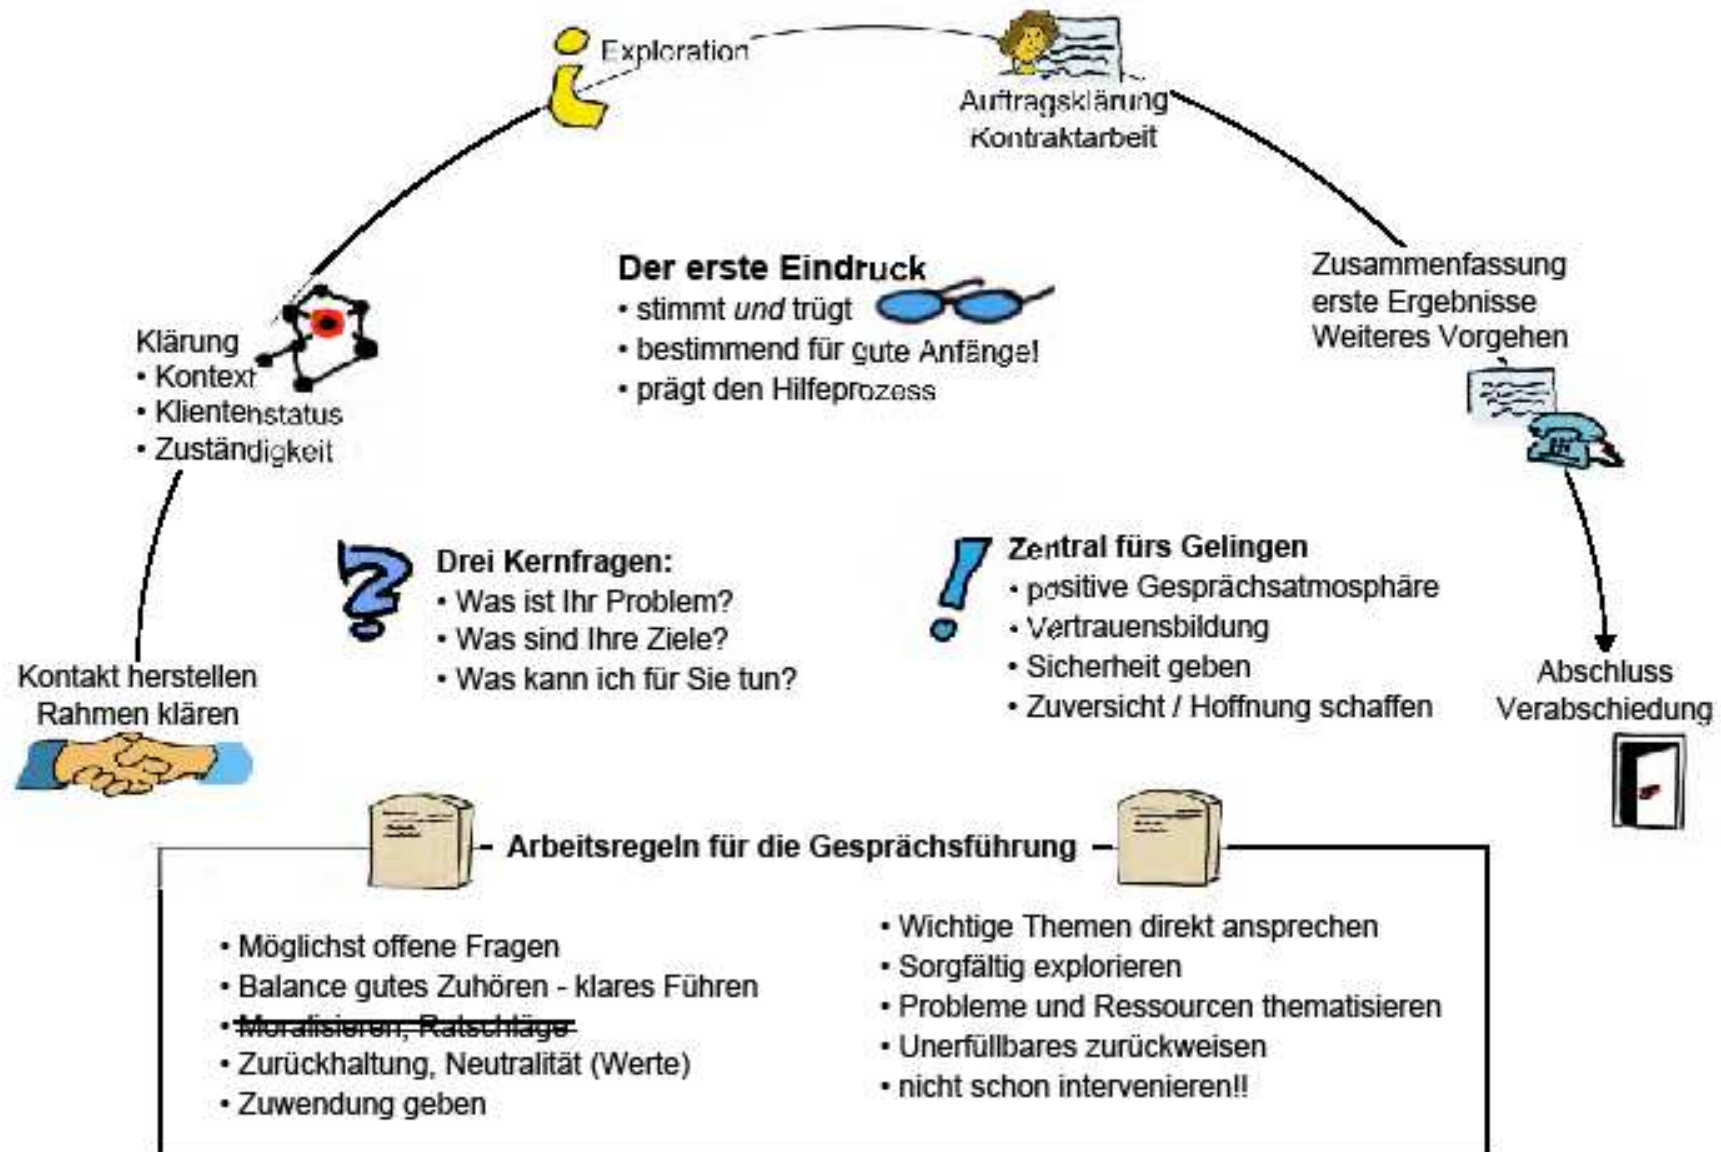 Exploration
Auftragsklärung
Kontraktarbeit
Der erste Eindruck
• stimmt und trügt
• bestimmend für gute Anfänge!
• prägt den Hilfeprozess
Zusammenfassung
erste Ergebnisse
Weiteres Vorgehen
Klärung
• Kontext
• Klientenstatus
• Zuständigkeit
Drei Kernfragen:
• Was ist Ihr Problem?
• Was sind Ihre Ziele?
• Was kann ich für Sie tun?
Zentral fürs Gelingen
• positive Gesprächsatmosphäre
• Vertrauensbildung
• Sicherheit geben
• Zuversicht / Hoffnung schaffen
Kontakt herstellen
Rahmen klären
Abschluss
Verabschiedung
Arbeitsregeln für die Gesprächsführung
• Möglichst offene Fragen
• Balance gutes Zuhören - klares Führen
• Moralisieren, Ratschläge
• Zurückhaltung, Neutralität (Werte)
• Zuwendung geben
• Wichtige Themen direkt ansprechen
• Sorgfältig explorieren
• Probleme und Ressourcen thematisieren
• Unerfüllbares zurückweisen
• nicht schon intervenieren!!